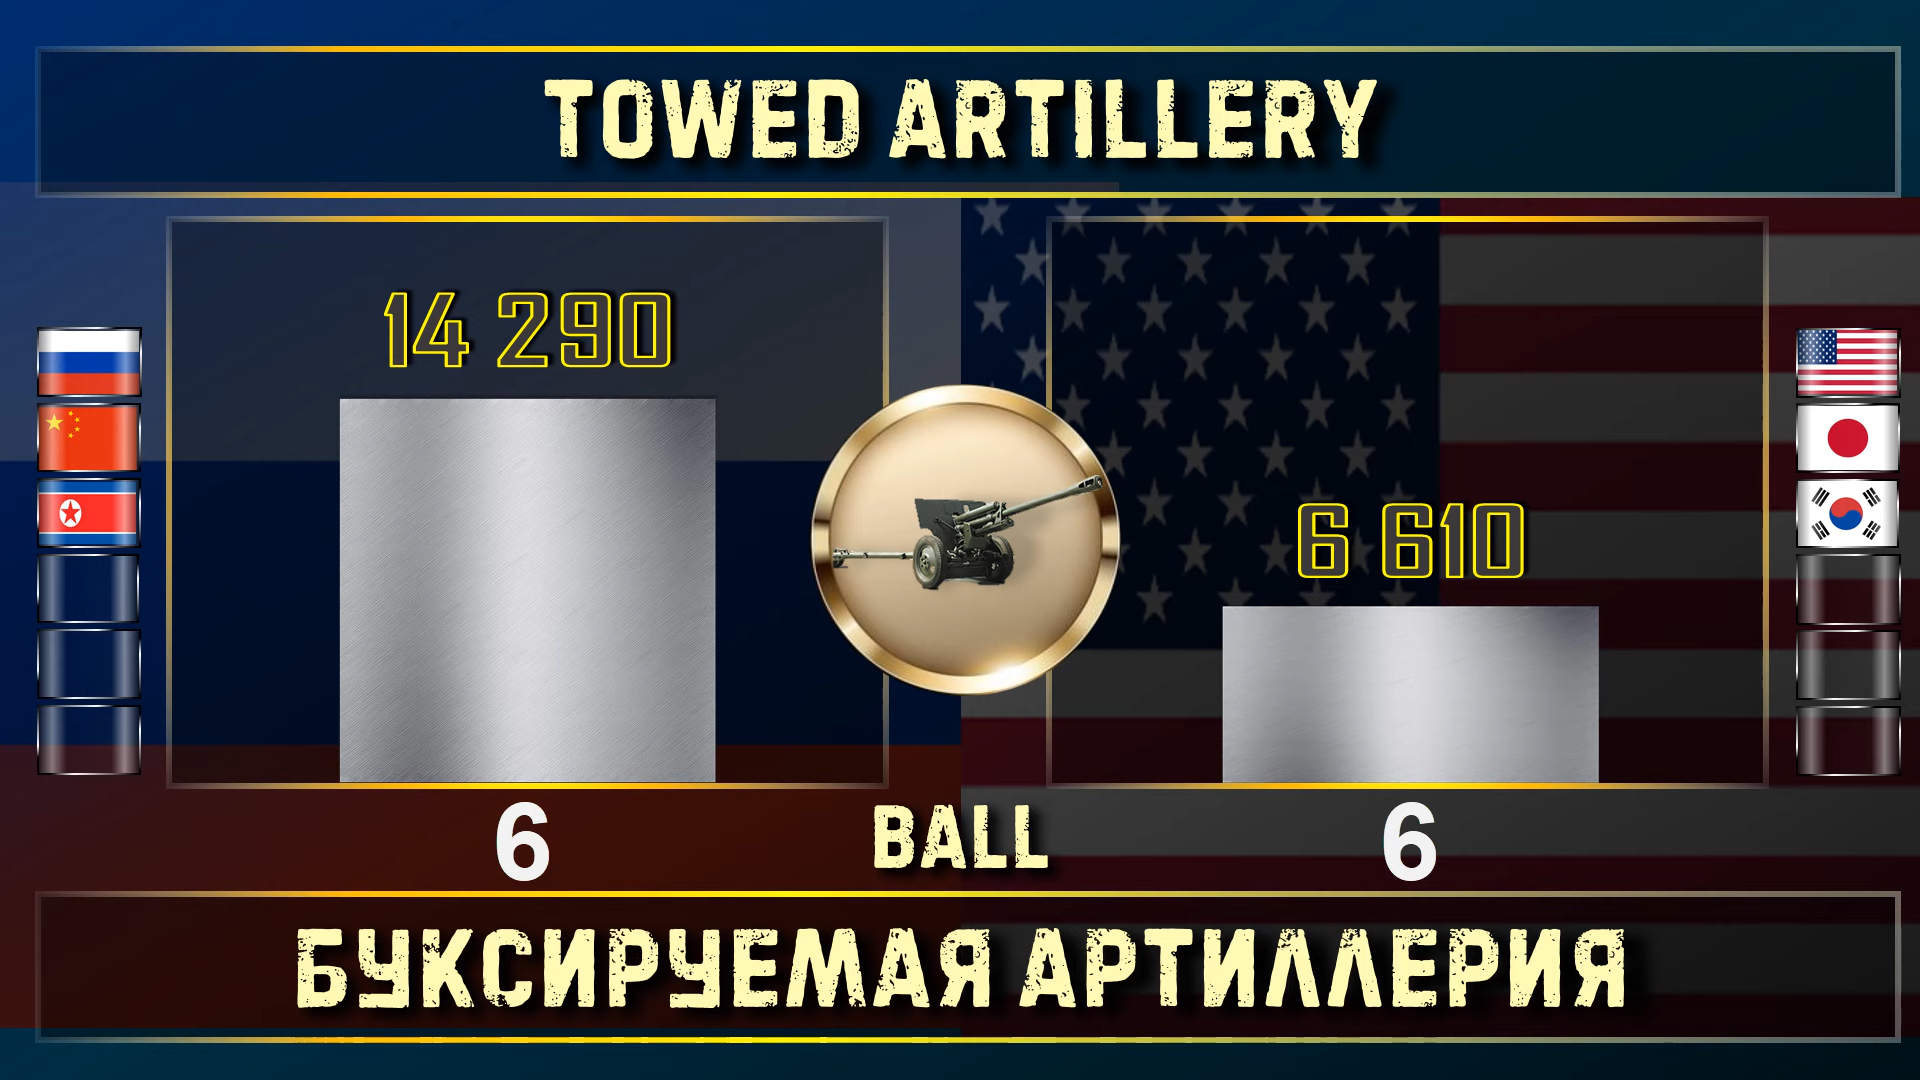 TOWED ARTILLERY
14 290
6 610
6 BALL 6
БУКСИРУЕМАЯ АРТИЛЛЕРИЯ